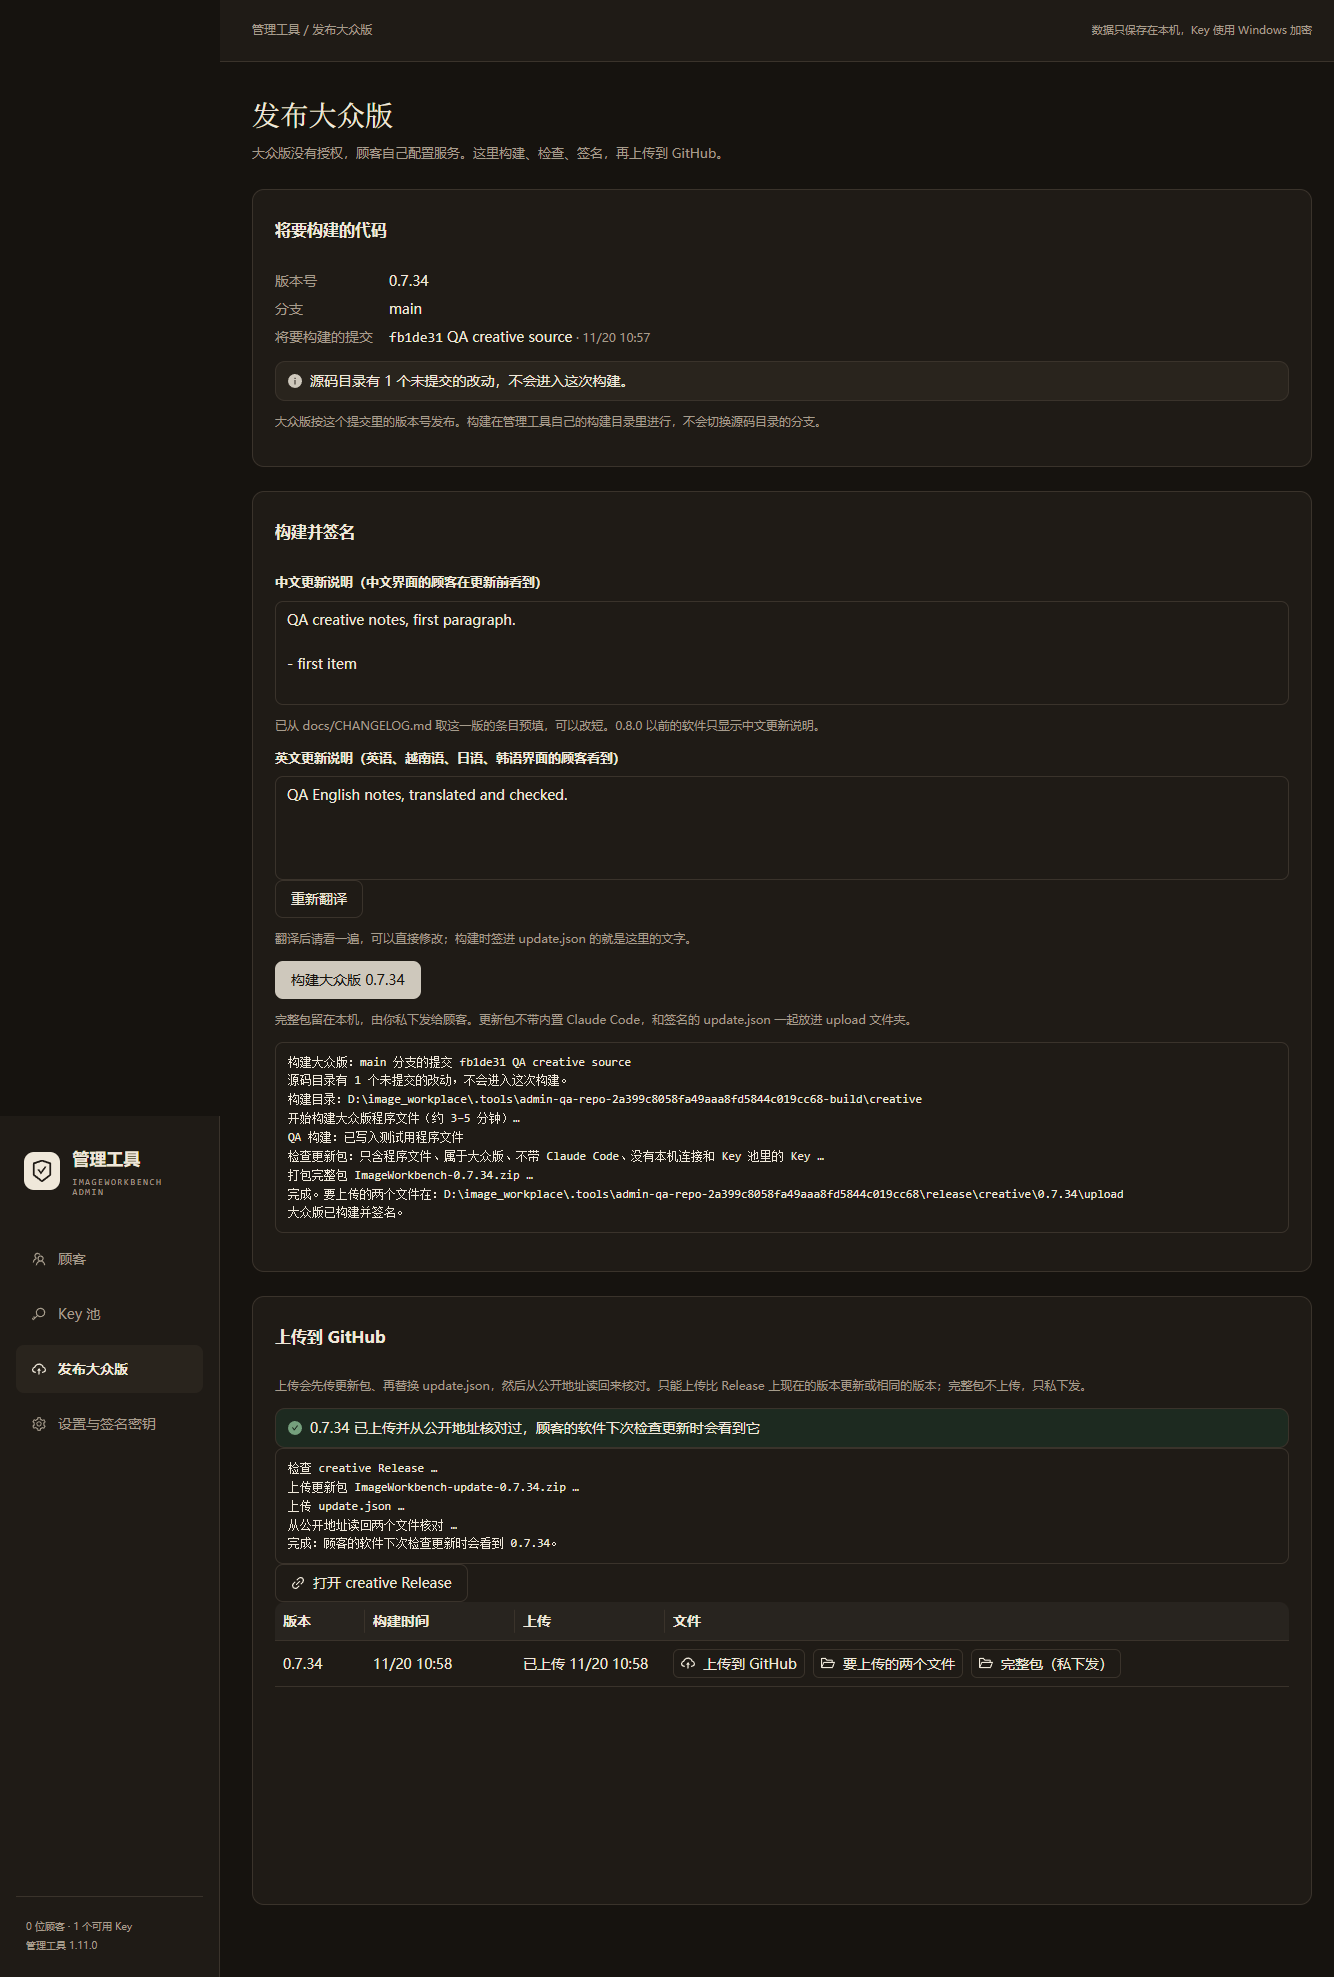 管理工具 / 发布大众版
数据只保存在本机，Key 使用 Windows 加密
发布大众版
大众版没有授权，顾客自己配置服务。这里构建、检查、签名，再上传到 GitHub。
将要构建的代码
版本号 0.7.34
分支 main
将要构建的提交 fb1de31 QA creative source · 11/20 10:57
源码目录有 1 个未提交的改动，不会进入这次构建。
大众版按这个提交里的版本号发布。构建在管理工具自己的构建目录里进行，不会切换源码目录的分支。
构建并签名
中文更新说明（中文界面的顾客在更新前看到）
QA creative notes, first paragraph.
- first item
已从 docs/CHANGELOG.md 取这一版的条目预填，可以改短。0.8.0 以前的软件只显示中文更新说明。
英文更新说明（英语、越南语、日语、韩语界面的顾客看到）
QA English notes, translated and checked.
重新翻译
翻译后请看一遍，可以直接修改；构建时签进 update.json 的就是这里的文字。
构建大众版 0.7.34
完整包留在本机，由你私下发给顾客。更新包不带内置 Claude Code，和签名的 update.json 一起放进 upload 文件夹。
构建大众版：main 分支的提交 fb1de31 QA creative source
源码目录有 1 个未提交的改动，不会进入这次构建。
构建目录：D:\image_workplace\.tools\admin-qa-repo-2a399c8058fa49aaa8fd5844c019cc68-build\creative
开始构建大众版程序文件（约 3–5 分钟）…
QA 构建：已写入测试用程序文件
检查更新包：只含程序文件、属于大众版、不带 Claude Code、没有本机连接和 Key 池里的 Key …
打包完整包 ImageWorkbench-0.7.34.zip …
完成。要上传的两个文件在：D:\image_workplace\.tools\admin-qa-repo-2a399c8058fa49aaa8fd5844c019cc68\release\creative\0.7.34\upload
大众版已构建并签名。
管理工具
IMAGEWORKBENCH
ADMIN
顾客
Key 池
发布大众版
设置与签名密钥
上传到 GitHub
上传会先传更新包、再替换 update.json，然后从公开地址读回来核对。只能上传比 Release 上现在的版本更新或相同的版本；完整包不上传，只私下发。
0.7.34 已上传并从公开地址核对过，顾客的软件下次检查更新时会看到它
检查 creative Release …
上传更新包 ImageWorkbench-update-0.7.34.zip …
上传 update.json …
从公开地址读回两个文件核对 …
完成：顾客的软件下次检查更新时会看到 0.7.34。
打开 creative Release
版本 构建时间 上传 文件
0.7.34 11/20 10:58 已上传 11/20 10:58 上传到 GitHub 要上传的两个文件 完整包（私下发）
0 位顾客 · 1 个可用 Key
管理工具 1.11.0